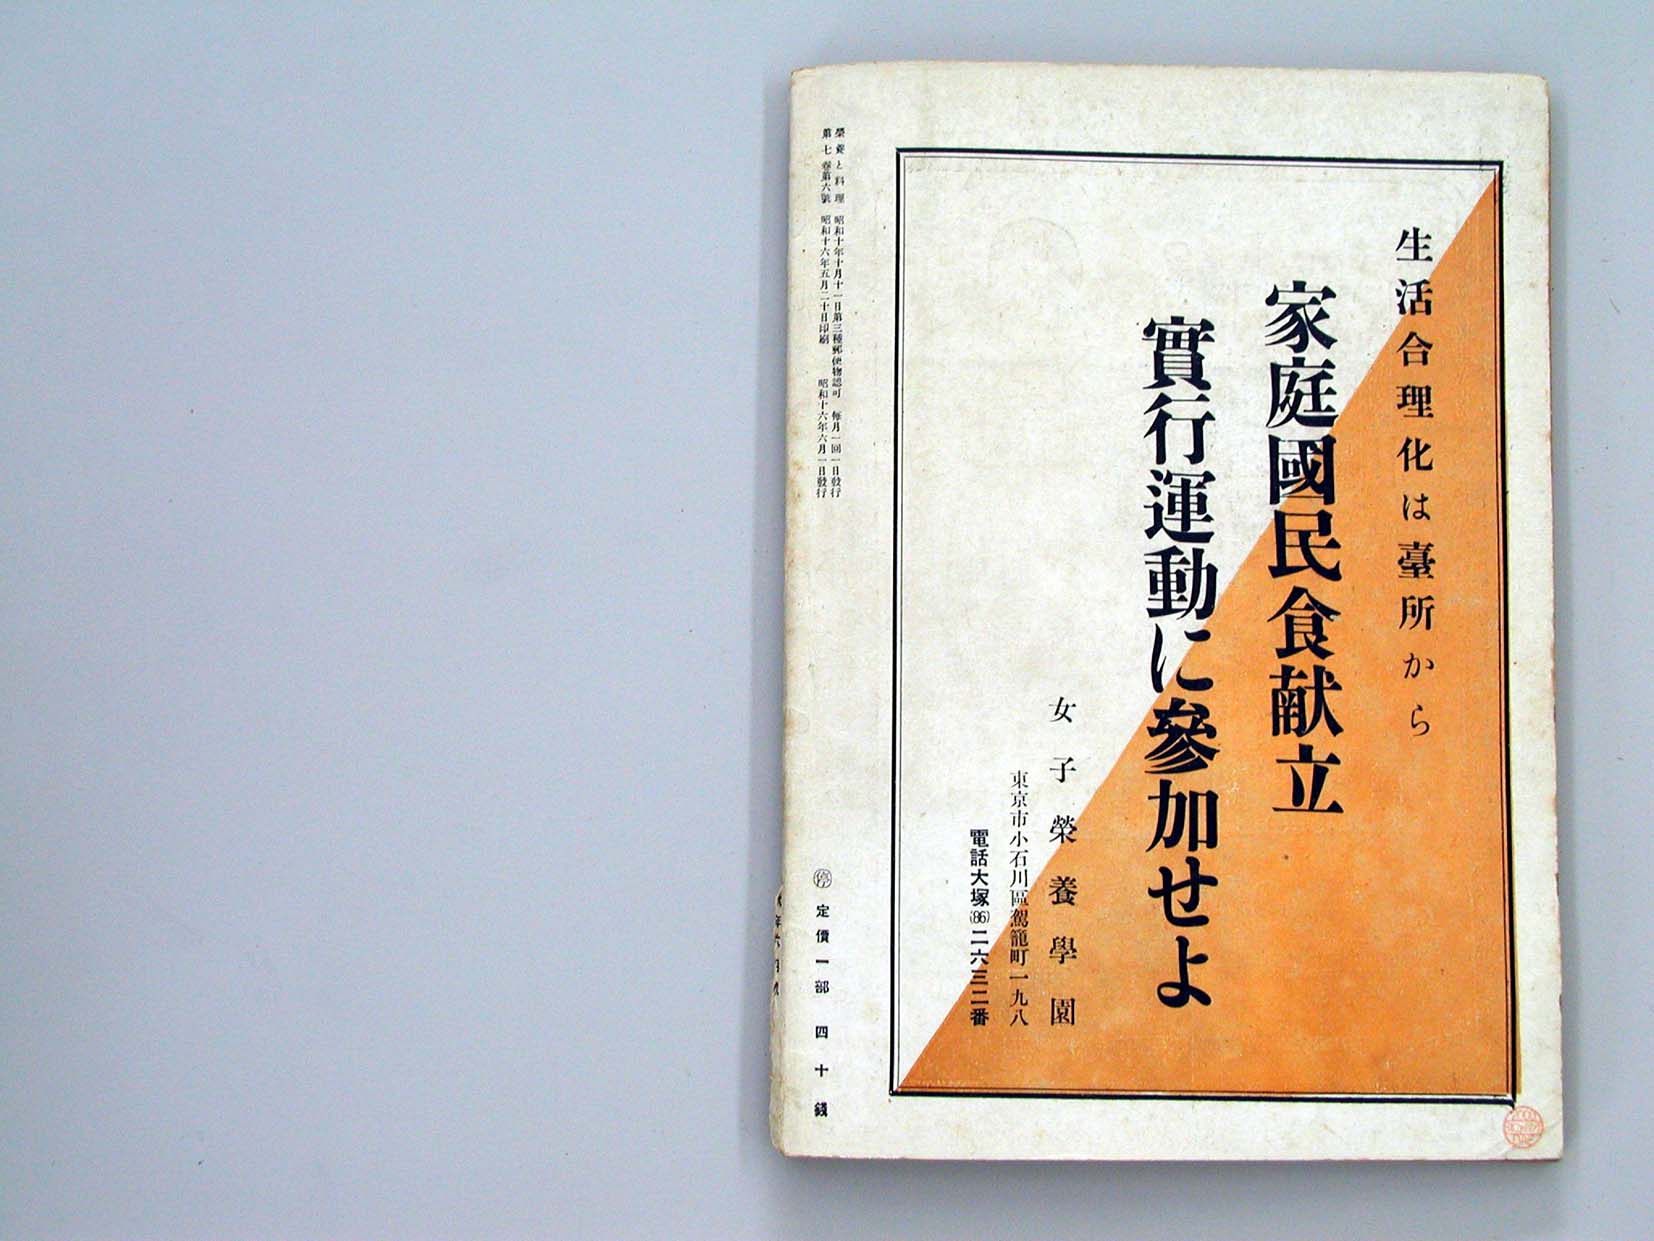 生活合理化は臺所から
家庭國民食献立
實行運動に參加せよ
女子榮養學園
東京市小石川區駕籠町一九八
電話大塚(86)二六三二番
榮養と料理 昭和十年十月十一日第三種郵便物認可 每月一回一日發行
第七卷第六號 昭和十六年五月二十日印刷 昭和十六年六月一日發行
停 定價一部 四十錢